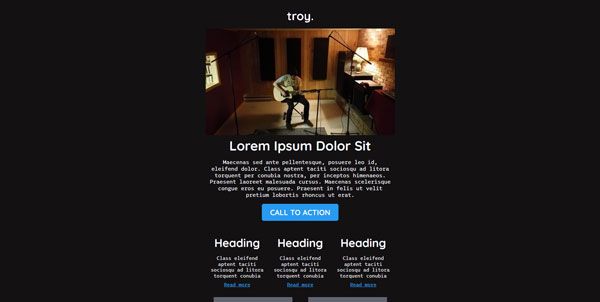 troy.
Lorem Ipsum Dolor Sit
Maecenas sed ante pellentesque, posuere leo id,
eleifend dolor. Class aptent taciti sociosqu ad litora
torquent per conubia nostra, per inceptos himenaeos.
Praesent laoreet malesuada cursus. Maecenas scelerisque
congue eros eu posuere. Praesent in felis ut velit
pretium lobortis rhoncus ut erat.
CALL TO ACTION
Heading Heading Heading
Class eleifend Class eleifend Class eleifend
aptent taciti aptent taciti aptent taciti
sociosqu ad litora sociosqu ad litora sociosqu ad litora
torquent conubia torquent conubia torquent conubia
Read more Read more Read more